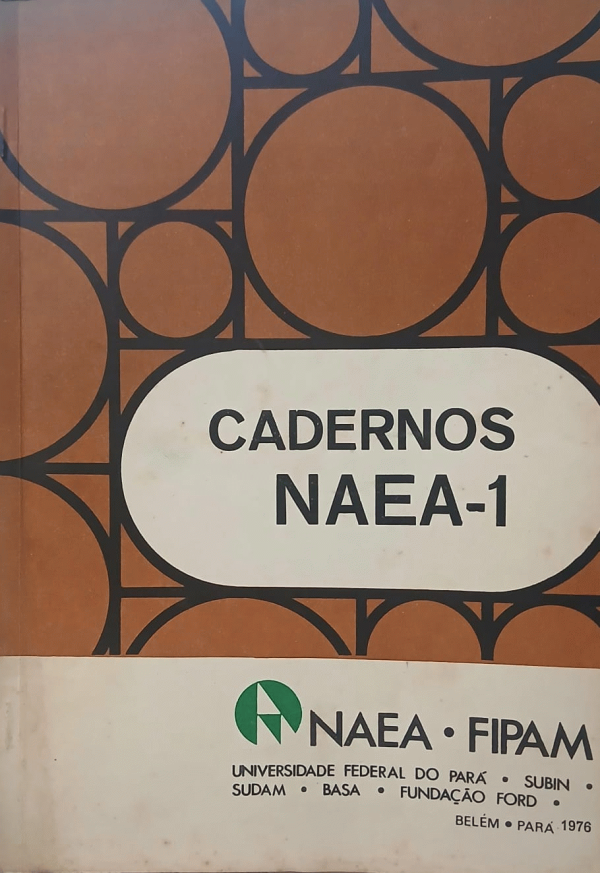 CADERNOS
NAEA-1
NAEA • FIPAM
UNIVERSIDADE FEDERAL DO PARÁ • SUBIN •
SUDAM • BASA • FUNDAÇÃO FORD •
BELÉM • PARÁ 1976